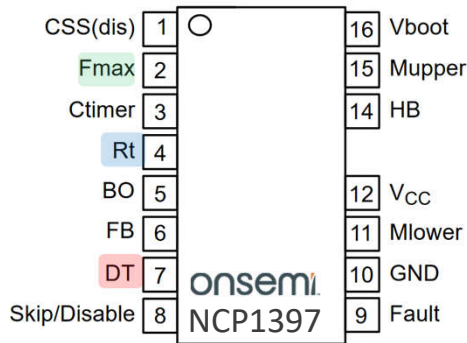 CSS(dis) 1 16 Vboot
Fmax 2 15 Mupper
Ctimer 3 14 HB
Rt 4
BO 5 12 VCC
FB 6 11 Mlower
DT 7 10 GND
Skip/Disable 8 9 Fault
onsemi
NCP1397